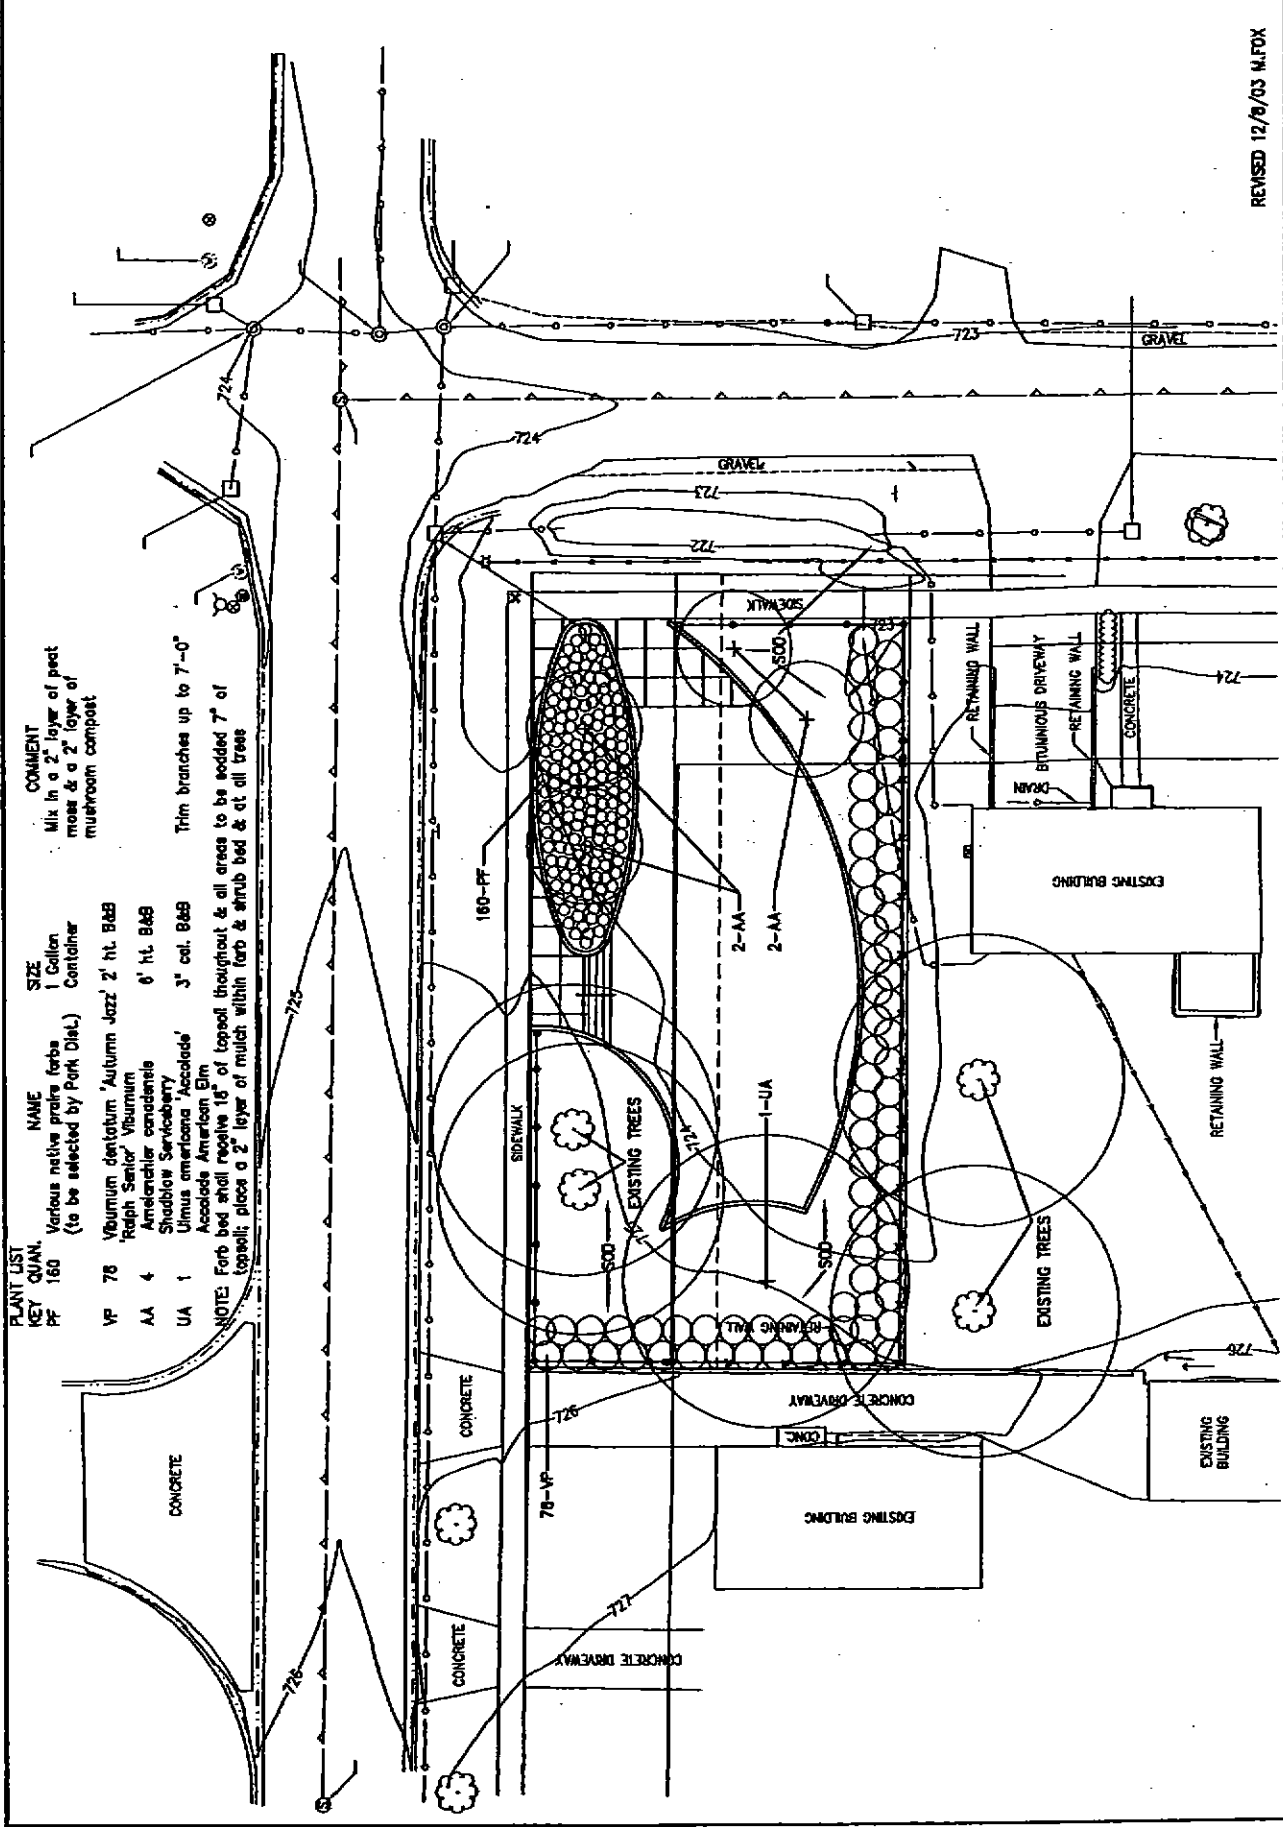 PLANT LIST
KEY QUAN. NAME SIZE COMMENT
PF 160 Various native prairie forbs 1 Gallon Mix in a 2" layer of peat
(to be selected by Park Dist.) Container moss & a 2" layer of
mushroom compost
VP 78 Viburnum dentatum 'Autumn Jazz' 2' ht. B&B
'Ralph Senior' Viburnum
AA 4 Amelanchier canadensis 6' ht. B&B
Shadblow Serviceberry
UA 1 Ulmus americana 'Accolade' 3" cal. B&B Trim branches up to 7'-0"
Accolade American Elm
NOTE: Forb bed shall receive 18" of topsoil thoughout & all areas to be sodded 7" of
topsoil; place a 2" layer of mulch within forb & shrub bed & at all trees
CONCRETE
726
725
724
724
CONCRETE
CONCRETE
SIDEWALK
160-PF
CONCRETE DRIVEWAY
727
726
78-VP
SOD
EXISTING TREES
724
2-AA
2-AA
1-UA
SOD
SOD
RETAINING WALL
SIDEWALK
722
723
723
GRAVEL
723
GRAVEL
EXISTING BUILDING
CONC.
CONCRETE DRIVEWAY
EXISTING TREES
RETAINING WALL
BITUMINIOUS DRIVEWAY
RETAINING WALL
DRAIN
CONCRETE
724
EXISTING BUILDING
RETAINING WALL
726
EXISTING
BUILDING
REVISED 12/8/03 M.FOX